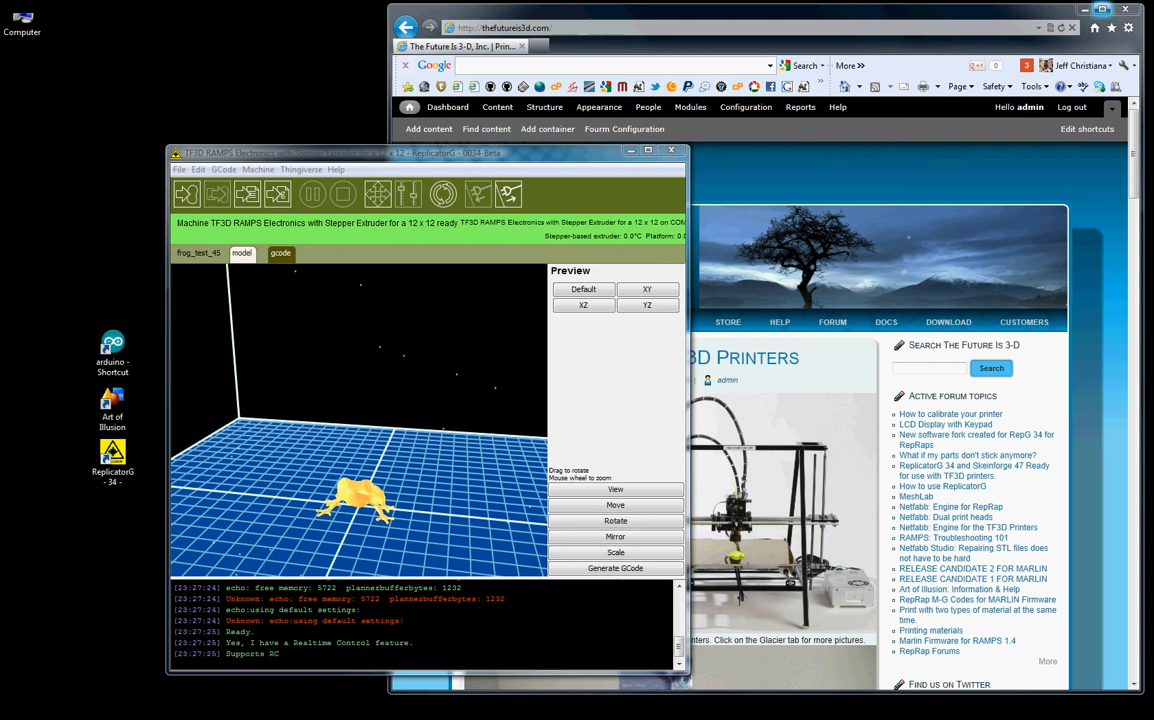 Computer
arduino -
Shortcut
Art of
Illusion
ReplicatorG
- 34 -
http://thefutureis3d.com/
The Future Is 3-D, Inc. | Prin...
Google
Search
More >>
+1
0
3
Jeff Christiana
Page
Safety
Tools
Dashboard
Content
Structure
Appearance
People
Modules
Configuration
Reports
Help
Hello admin
Log out
Add content
Find content
Add container
Fourm Configuration
Edit shortcuts
TF3D RAMPS Electronics with Stepper Extruder for a 12 x 12 - ReplicatorG - 0034-Beta
File Edit GCode Machine Thingiverse Help
Machine TF3D RAMPS Electronics with Stepper Extruder for a 12 x 12 ready TF3D RAMPS Electronics with Stepper Extruder for a 12 x 12 on COM
Stepper-based extruder: 0.0°C Platform: 0.0
frog_test_45
model
gcode
Preview
Default
XY
XZ
YZ
Drag to rotate
Mouse wheel to zoom
View
Move
Rotate
Mirror
Scale
Generate GCode
[23:27:24] echo: free memory: 5722 plannerbufferbytes: 1232
[23:27:24] Unknown: echo: free memory: 5722 plannerbufferbytes: 1232
[23:27:24] echo:using default settings:
[23:27:24] Unknown: echo:using default settings:
[23:27:25] Ready.
[23:27:25] Yes, I have a Realtime Control feature.
[23:27:25] Supports RC
STORE
HELP
FORUM
DOCS
DOWNLOAD
CUSTOMERS
3D PRINTERS
admin
nters. Click on the Glacier tab for more pictures.
SEARCH THE FUTURE IS 3-D
Search
ACTIVE FORUM TOPICS
How to calibrate your printer
LCD Display with Keypad
New software fork created for RepG 34 for
RepRaps
What if my parts don't stick anymore?
ReplicatorG 34 and Skeinforge 47 Ready
for use with TF3D printers.
How to use ReplicatorG
MeshLab
Netfabb: Engine for RepRap
Netfabb: Dual print heads
Netfabb: Engine for the TF3D Printers
RAMPS: Troubleshooting 101
Netfabb Studio: Repairing STL files does
not have to be hard
RELEASE CANDIDATE 2 FOR MARLIN
RELEASE CANDIDATE 1 FOR MARLIN
Art of Illusion: Information & Help
RepRap M-G Codes for MARLIN Firmware
Print with two types of material at the same
time.
Printing materials
Marlin Firmware for RAMPS 1.4
RepRap Forums
More
FIND US ON TWITTER